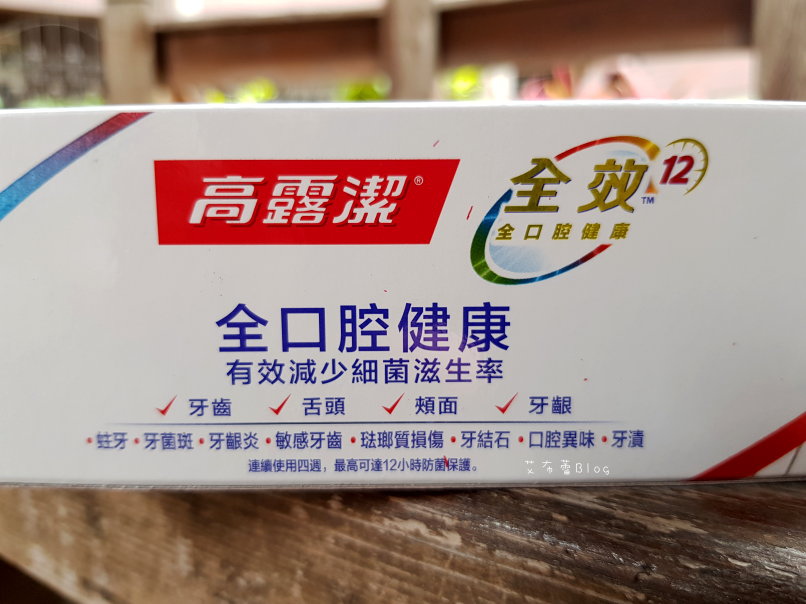 高露潔®
全效™12
全口腔健康
全口腔健康
有效減少細菌滋生率
✓牙齒 ✓舌頭 ✓頰面 ✓牙齦
•蛀牙•牙菌斑•牙齦炎•敏感牙齒•琺瑯質損傷•牙結石•口腔異味•牙漬
連續使用四週，最高可達12小時防菌保護。
艾布蕾Blog